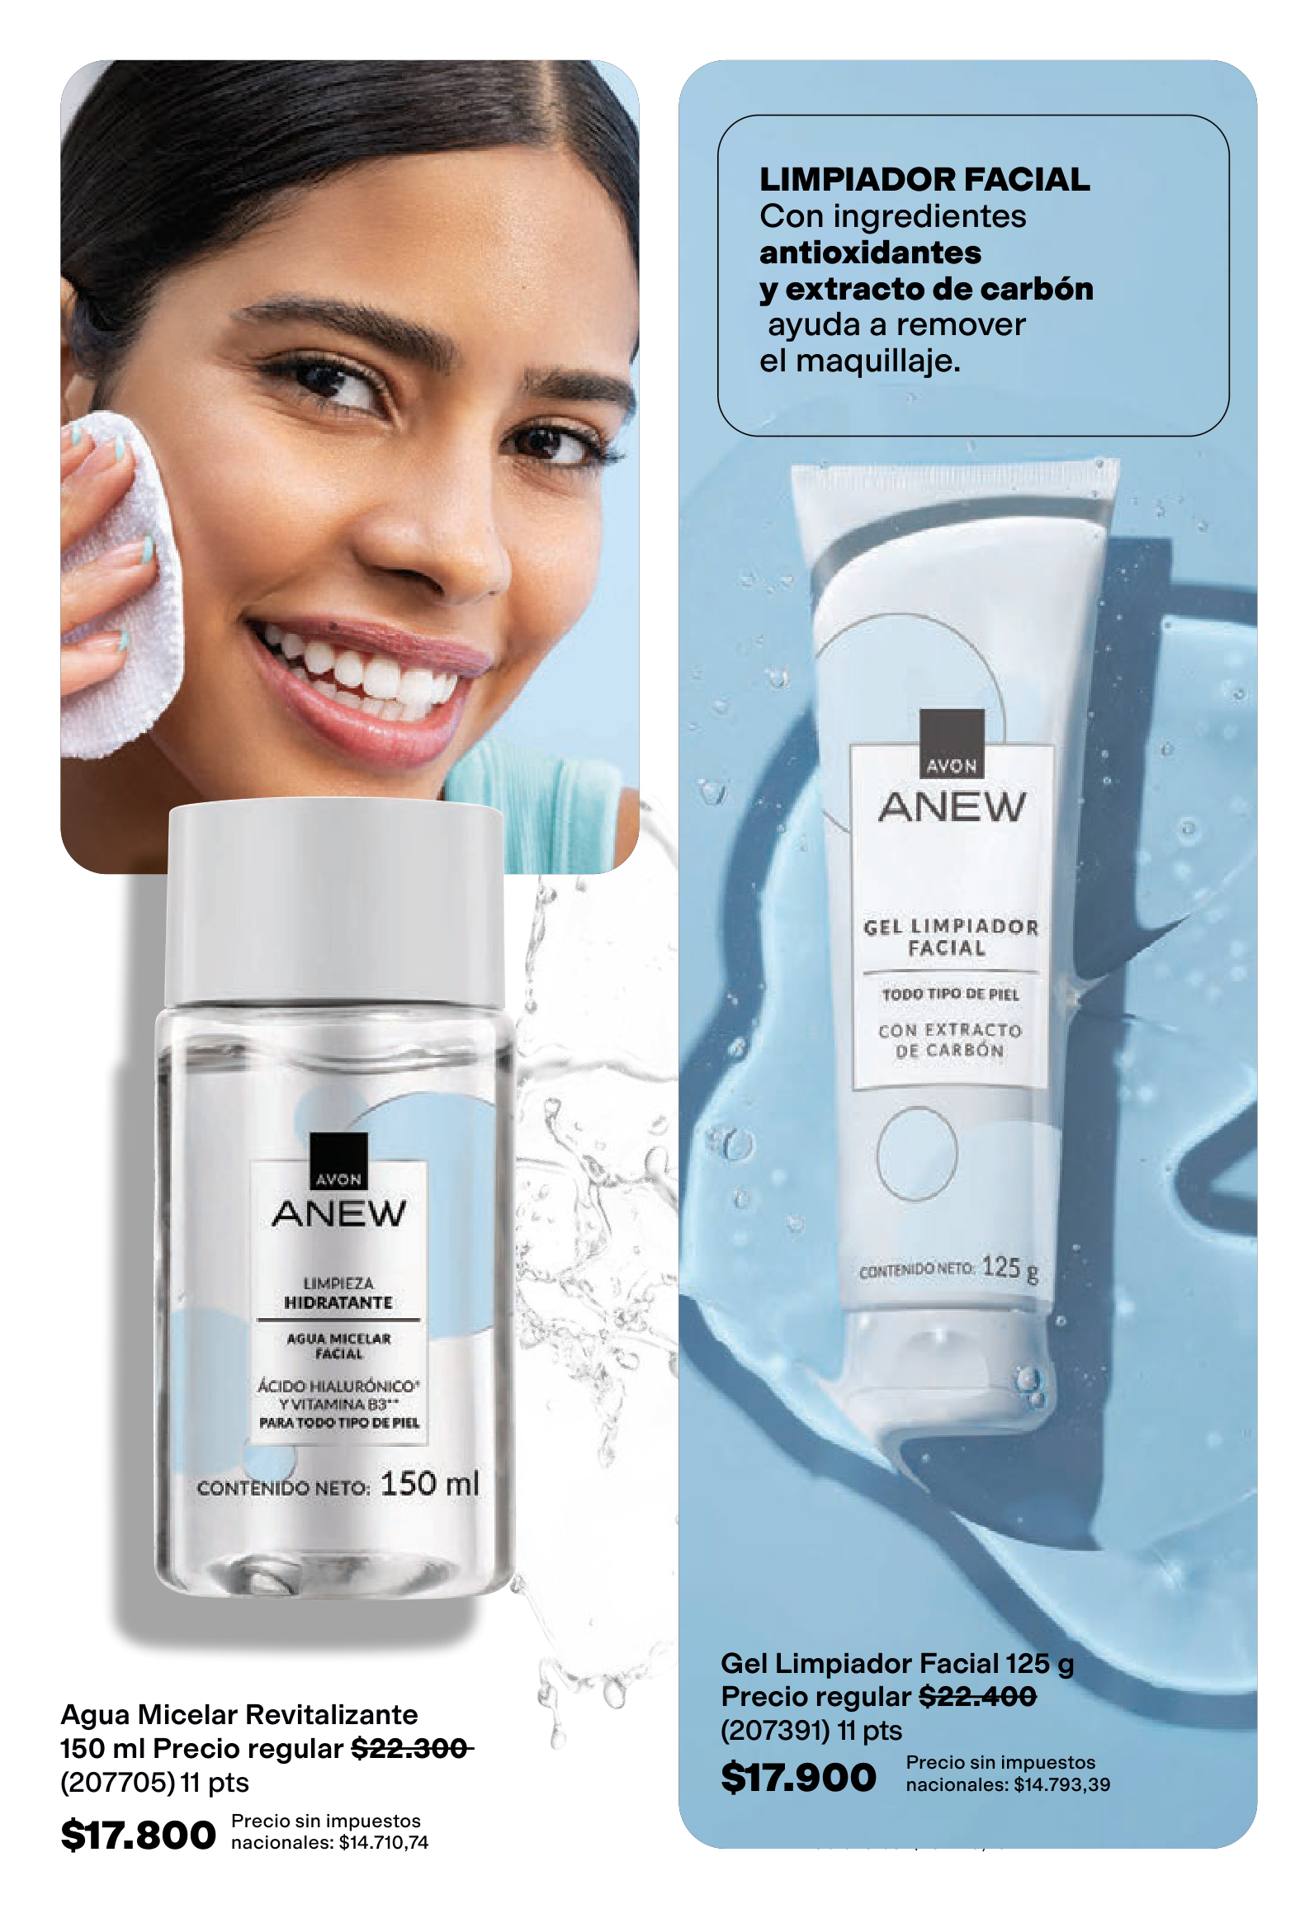 LIMPIADOR FACIAL
Con ingredientes
antioxidantes
y extracto de carbón
ayuda a remover
el maquillaje.
AVON
ANEW
GEL LIMPIADOR
FACIAL
TODO TIPO DE PIEL
CON EXTRACTO
DE CARBÓN
CONTENIDO NETO: 125 g
AVON
ANEW
LIMPIEZA
HIDRATANTE
AGUA MICELAR
FACIAL
ÁCIDO HIALURÓNICO*
Y VITAMINA B3**
PARA TODO TIPO DE PIEL
CONTENIDO NETO: 150 ml
Agua Micelar Revitalizante
150 ml Precio regular $22.300
(207705) 11 pts
$17.800
Precio sin impuestos
nacionales: $14.710,74
Gel Limpiador Facial 125 g
Precio regular $22.400
(207391) 11 pts
$17.900
Precio sin impuestos
nacionales: $14.793,39